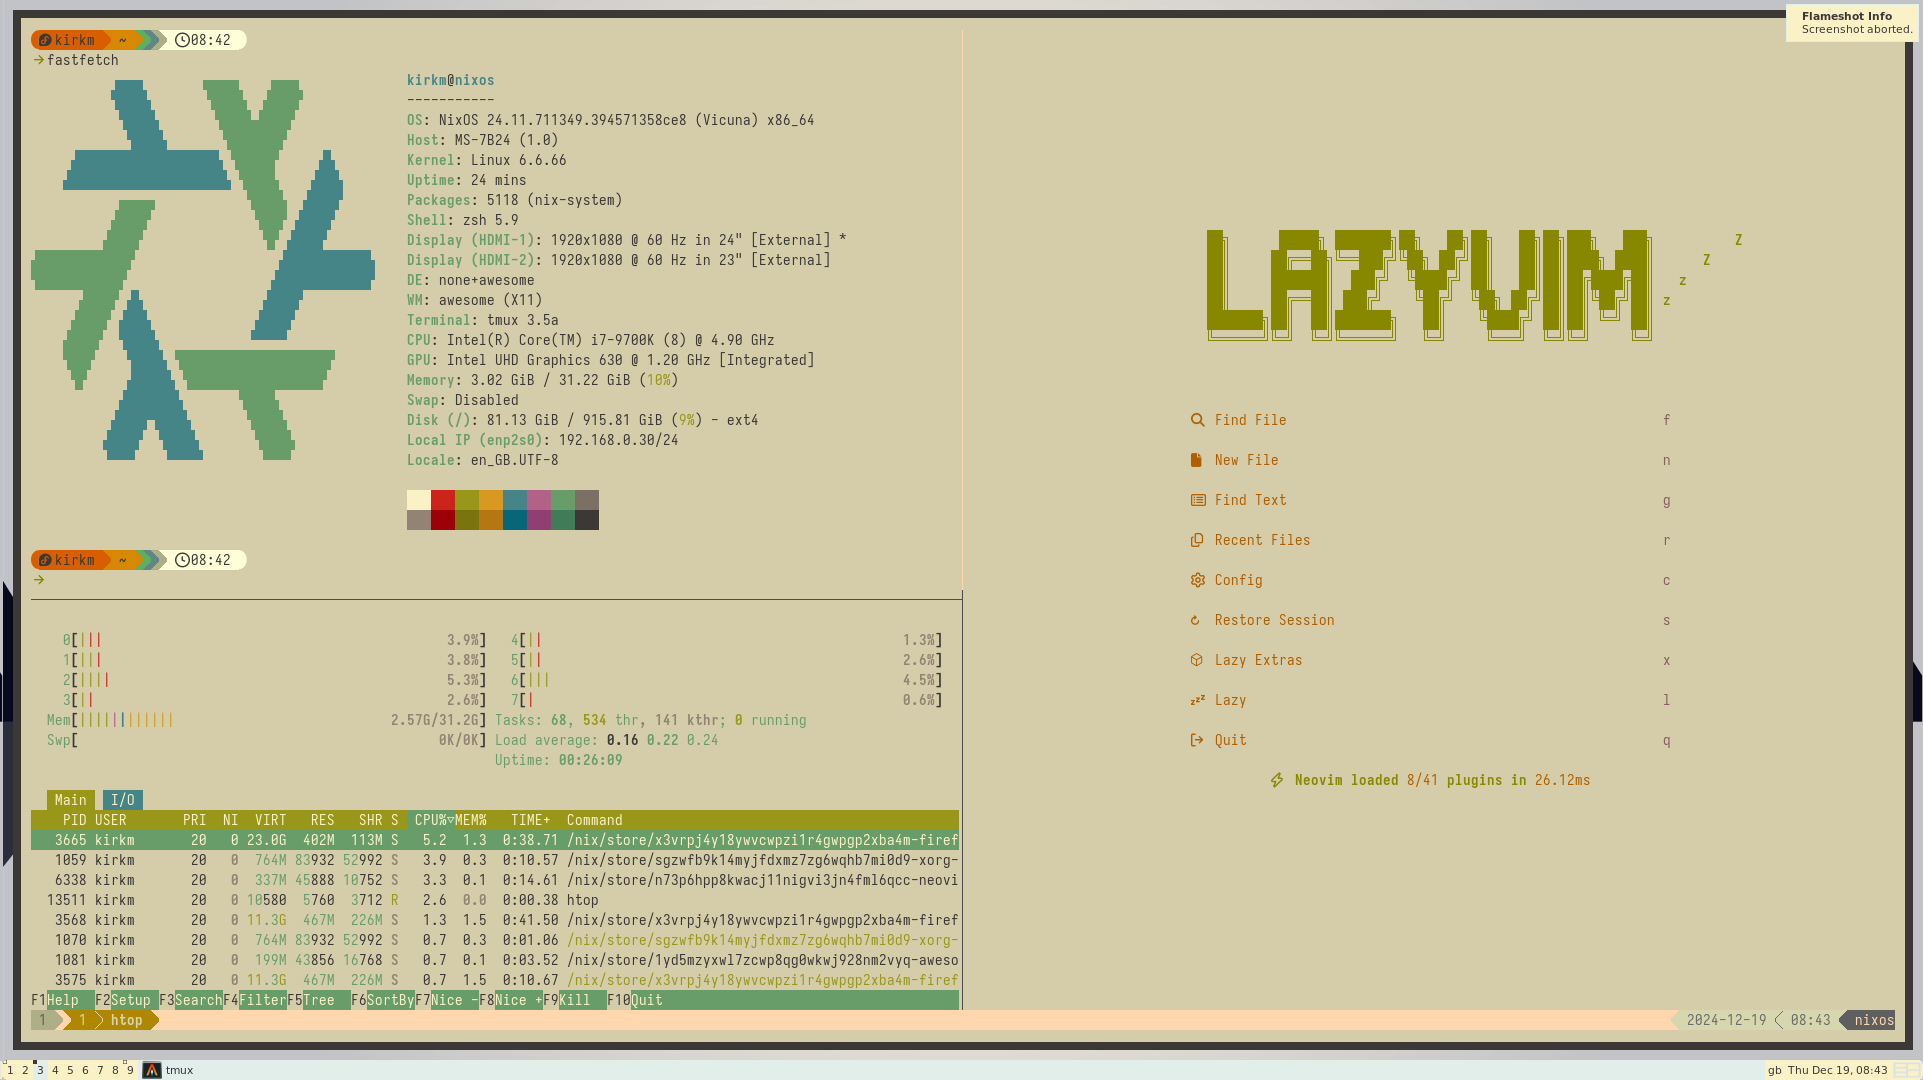 kirkm ~ 08:42
→fastfetch
kirkm@nixos
-----------
OS: NixOS 24.11.711349.394571358ce8 (Vicuna) x86_64
Host: MS-7B24 (1.0)
Kernel: Linux 6.6.66
Uptime: 24 mins
Packages: 5118 (nix-system)
Shell: zsh 5.9
Display (HDMI-1): 1920x1080 @ 60 Hz in 24" [External] *
Display (HDMI-2): 1920x1080 @ 60 Hz in 23" [External]
DE: none+awesome
WM: awesome (X11)
Terminal: tmux 3.5a
CPU: Intel(R) Core(TM) i7-9700K (8) @ 4.90 GHz
GPU: Intel UHD Graphics 630 @ 1.20 GHz [Integrated]
Memory: 3.02 GiB / 31.22 GiB (10%)
Swap: Disabled
Disk (/): 81.13 GiB / 915.81 GiB (9%) - ext4
Local IP (enp2s0): 192.168.0.30/24
Locale: en_GB.UTF-8
kirkm ~ 08:42
→
0[||| 3.9%] 4[|| 1.3%]
1[||| 3.8%] 5[|| 2.6%]
2[|||| 5.3%] 6[||| 4.5%]
3[|| 2.6%] 7[| 0.6%]
Mem[|||||||||||| 2.57G/31.2G] Tasks: 68, 534 thr, 141 kthr; 0 running
Swp[ 0K/0K] Load average: 0.16 0.22 0.24
Uptime: 00:26:09
Main I/O
PID USER PRI NI VIRT RES SHR S CPU%▽MEM% TIME+ Command
3665 kirkm 20 0 23.0G 402M 113M S 5.2 1.3 0:38.71 /nix/store/x3vrpj4y18ywvcwpzi1r4gwpgp2xba4m-firef
1059 kirkm 20 0 764M 83932 52992 S 3.9 0.3 0:10.57 /nix/store/sgzwfb9k14myjfdxmz7zg6wqhb7mi0d9-xorg-
6338 kirkm 20 0 337M 45888 10752 S 3.3 0.1 0:14.61 /nix/store/n73p6hpp8kwacj11nigvi3jn4fml6qcc-neovi
13511 kirkm 20 0 10580 5760 3712 R 2.6 0.0 0:00.38 htop
3568 kirkm 20 0 11.3G 467M 226M S 1.3 1.5 0:41.50 /nix/store/x3vrpj4y18ywvcwpzi1r4gwpgp2xba4m-firef
1070 kirkm 20 0 764M 83932 52992 S 0.7 0.3 0:01.06 /nix/store/sgzwfb9k14myjfdxmz7zg6wqhb7mi0d9-xorg-
1081 kirkm 20 0 199M 43856 16768 S 0.7 0.1 0:03.52 /nix/store/1yd5mzyxwl7zcwp8qg0wkwj928nm2vyq-aweso
3575 kirkm 20 0 11.3G 467M 226M S 0.7 1.5 0:10.67 /nix/store/x3vrpj4y18ywvcwpzi1r4gwpgp2xba4m-firef
F1Help F2Setup F3SearchF4FilterF5Tree F6SortByF7Nice -F8Nice +F9Kill F10Quit
Flameshot Info
Screenshot aborted.
LAZYVIM
Z
Z
z
z
Find File f
New File n
Find Text g
Recent Files r
Config c
Restore Session s
Lazy Extras x
zzz Lazy l
Quit q
Neovim loaded 8/41 plugins in 26.12ms
1 1 htop 2024-12-19 08:43 nixos
1 2 3 4 5 6 7 8 9 tmux gb Thu Dec 19, 08:43